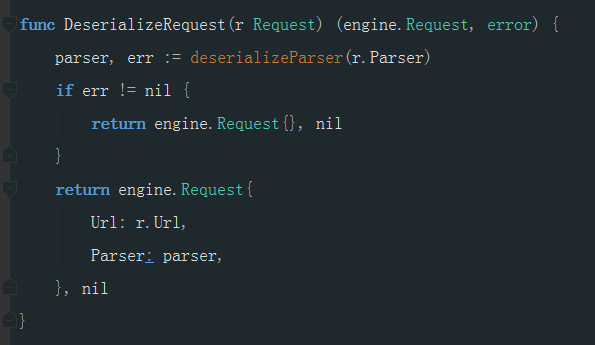 func DeserializeRequest(r Request) (engine.Request, error) {
parser, err := deserializeParser(r.Parser)
if err != nil {
return engine.Request{}, nil
}
return engine.Request{
Url: r.Url,
Parser: parser,
}, nil
}